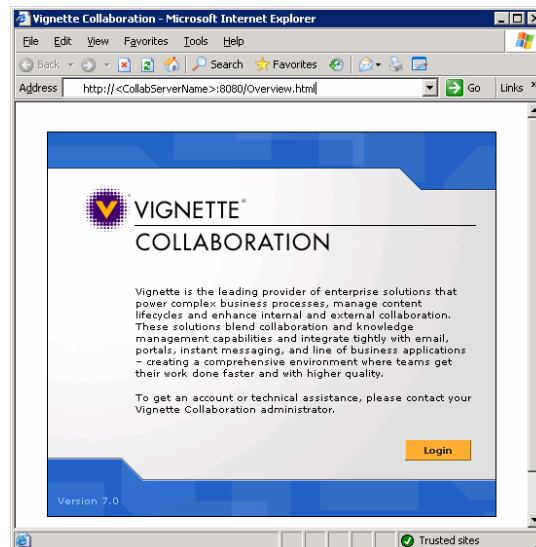 Vignette Collaboration - Microsoft Internet Explorer
File Edit View Favorites Tools Help
Back Search Favorites
Address http://<CollabServerName>:8080/Overview.html Go Links »
VIGNETTE®
COLLABORATION
Vignette is the leading provider of enterprise solutions that
power complex business processes, manage content
lifecycles and enhance internal and external collaboration.
These solutions blend collaboration and knowledge
management capabilities and integrate tightly with email,
portals, instant messaging, and line of business applications
– creating a comprehensive environment where teams get
their work done faster and with higher quality.
To get an account or technical assistance, please contact your
Vignette Collaboration administrator.
Login
Version 7.0
Trusted sites